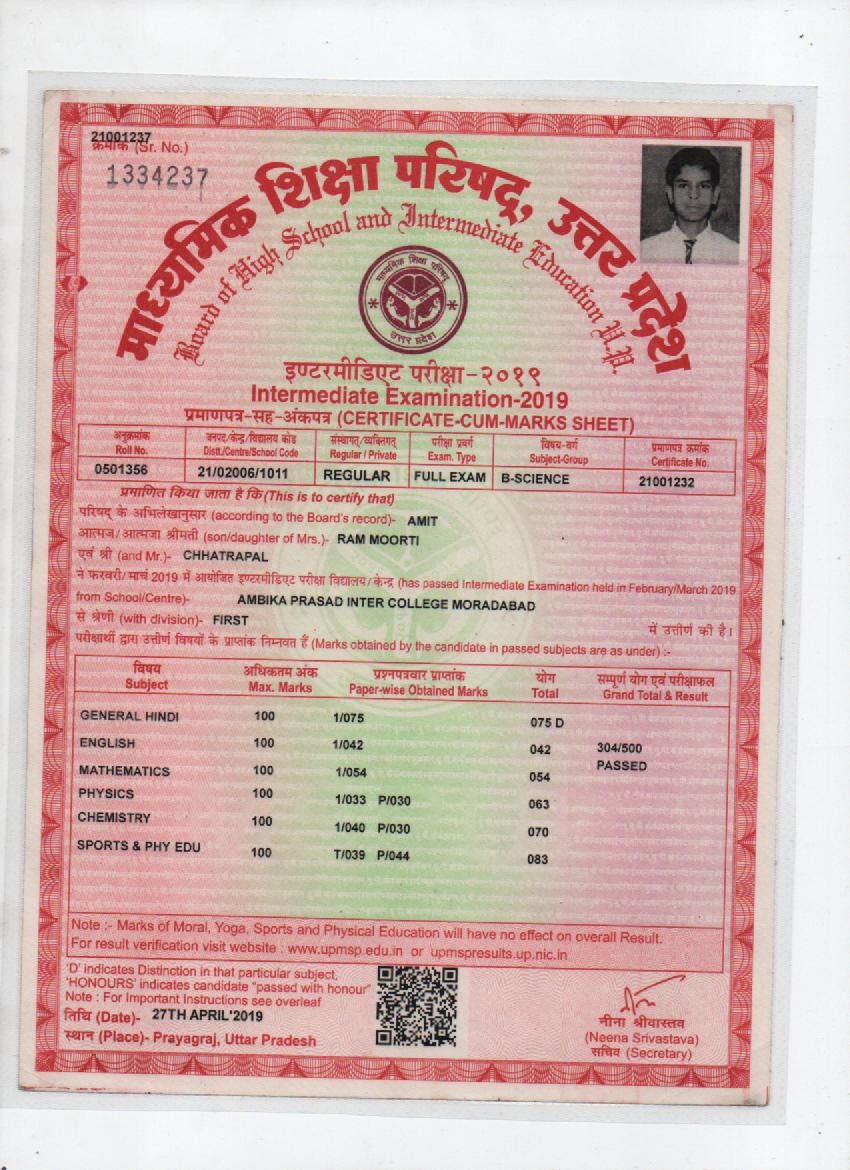 21001237
क्रमांक (Sr. No.)
1334237
माध्यमिक शिक्षा परिषद्, उत्तर प्रदेश
Board of High School and Intermediate Education U.P.
माध्यमिक शिक्षा परिषद्
उत्तर प्रदेश
इण्टरमीडिएट परीक्षा-२०१९
Intermediate Examination-2019
प्रमाणपत्र-सह-अंकपत्र (CERTIFICATE-CUM-MARKS SHEET)
अनुक्रमांक जनपद/केन्द्र/विद्यालय कोड संस्थागत/व्यक्तिगत परीक्षा प्रवर्ग विषय-वर्ग प्रमाणपत्र क्रमांक
Roll No. Distt./Centre/School Code Regular / Private Exam. Type Subject-Group Certificate No.
0501356 21/02006/1011 REGULAR FULL EXAM B-SCIENCE 21001232
प्रमाणित किया जाता है कि (This is to certify that)
परिषद के अभिलेखानुसार (according to the Board's record)- AMIT
आत्मज/आत्मजा श्रीमती (son/daughter of Mrs.)- RAM MOORTI
एवं श्री (and Mr.)- CHHATRAPAL
ने फरवरी/मार्च 2019 में आयोजित इण्टरमीडिएट परीक्षा विद्यालय/केन्द्र (has passed Intermediate Examination held in February/March 2019
from School/Centre)- AMBIKA PRASAD INTER COLLEGE MORADABAD
से श्रेणी (with division)- FIRST में उत्तीर्ण की है।
परीक्षार्थी द्वारा उत्तीर्ण विषयों के प्राप्तांक निम्नवत हैं (Marks obtained by the candidate in passed subjects are as under) :-
विषय अधिकतम अंक प्रश्नपत्रवार प्राप्तांक योग सम्पूर्ण योग एवं परीक्षाफल
Subject Max. Marks Paper-wise Obtained Marks Total Grand Total & Result
GENERAL HINDI 100 1/075 075 D
ENGLISH 100 1/042 042 304/500
PASSED
MATHEMATICS 100 1/054 054
PHYSICS 100 1/033 P/030 063
CHEMISTRY 100 1/040 P/030 070
SPORTS & PHY EDU 100 T/039 P/044 083
Note :- Marks of Moral, Yoga, Sports and Physical Education will have no effect on overall Result.
For result verification visit website : www.upmsp.edu.in or upmspresults.up.nic.in
'D' indicates Distinction in that particular subject.
'HONOURS' indicates candidate "passed with honour"
Note : For Important Instructions see overleaf
तिथि (Date)- 27TH APRIL'2019
स्थान (Place)- Prayagraj, Uttar Pradesh
नीना श्रीवास्तव
(Neena Srivastava)
सचिव (Secretary)